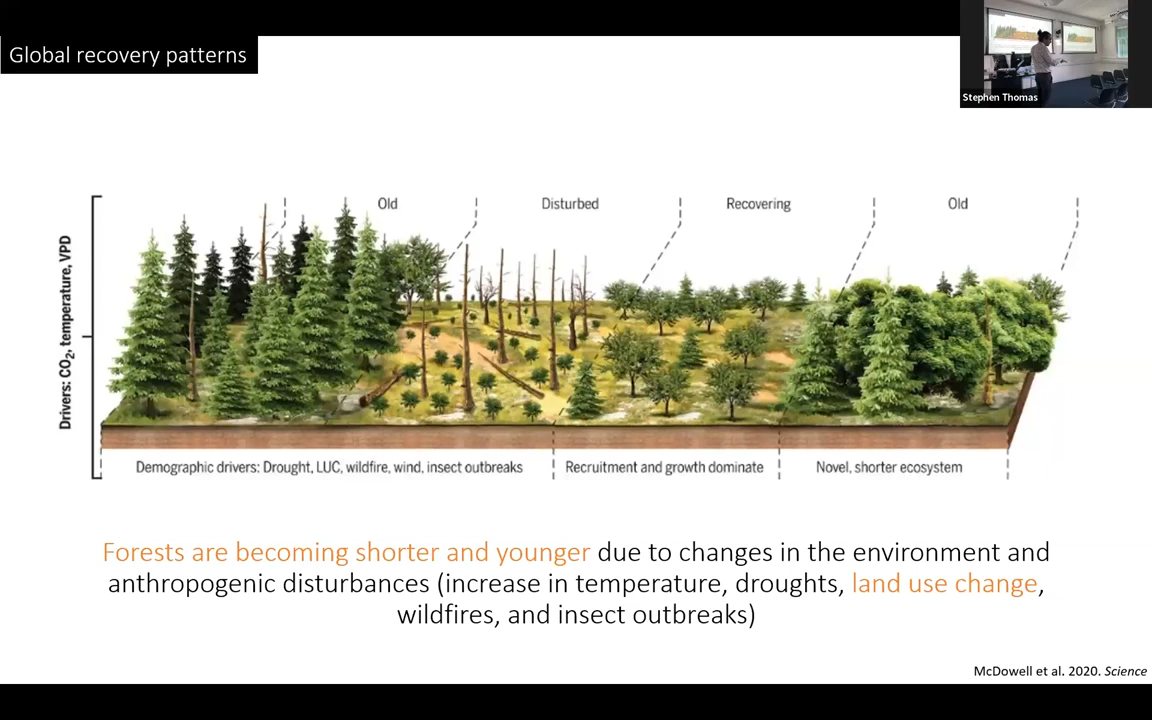 Global recovery patterns
Stephen Thomas
Old
Disturbed
Recovering
Old
Drivers: CO₂, temperature, VPD
Demographic drivers: Drought, LUC, wildfire, wind, insect outbreaks
Recruitment and growth dominate
Novel, shorter ecosystem
Forests are becoming shorter and younger due to changes in the environment and
anthropogenic disturbances (increase in temperature, droughts, land use change,
wildfires, and insect outbreaks)
McDowell et al. 2020. Science